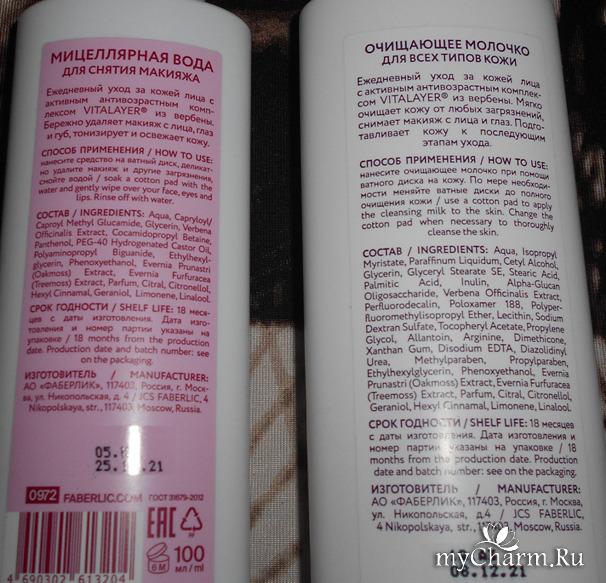 МИЦЕЛЛЯРНАЯ ВОДА
ДЛЯ СНЯТИЯ МАКИЯЖА
Ежедневный уход за кожей лица с
активным антивозрастным комп-
лексом VITALAYER® из вербены.
Бережно удаляет макияж с лица, глаз
и губ, тонизирует и освежает кожу.
СПОСОБ ПРИМЕНЕНИЯ / HOW TO USE:
нанесите средство на ватный диск, деликат-
но удалите макияж и другие загрязнения,
смойте водой / soak a cotton pad with the
water and gently wipe over your face, eyes and
lips. Rinse off with water.
СОСТАВ / INGREDIENTS: Aqua, Capryloyl/
Caproyl Methyl Glucamide, Glycerin, Verbena
Officinalis Extract, Cocamidopropyl Betaine,
Panthenol, PEG-40 Hydrogenated Castor Oil,
Polyaminopropyl Biguanide, Ethylhexyl-
glycerin, Phenoxyethanol, Evernia Prunastri
(Oakmoss) Extract, Evernia Furfuracea
(Treemoss) Extract, Parfum, Citral, Citronellol,
Hexyl Cinnamal, Geraniol, Limonene, Linalool.
СРОК ГОДНОСТИ / SHELF LIFE: 18 меся-
цев с даты изготовления. Дата изго-
товления и номер партии указаны на
упаковке / 18 months from the production
date. Production date and batch number: see
on the packaging.
ИЗГОТОВИТЕЛЬ / MANUFACTURER:
АО «ФАБЕРЛИК», 117403, Россия, г. Моск-
ва, ул. Никопольская, д. 4 / JCS FABERLIC, 4
Nikopolskaya, str., 117403, Moscow, Russia.
0972
FABERLIC.COM
ГОСТ 31679-2012
EAC
PP
6 M
100
мл/ml
4 690302 613204
ОЧИЩАЮЩЕЕ МОЛОЧКО
ДЛЯ ВСЕХ ТИПОВ КОЖИ
Ежедневный уход за кожей лица
с активным антивозрастным комплек-
сом VITALAYER® из вербены. Мягко
очищает кожу от любых загрязнений,
снимает макияж с лица и глаз. Подго-
тавливает кожу к последующим
этапам ухода.
СПОСОБ ПРИМЕНЕНИЯ / HOW TO USE:
нанесите очищающее молочко при помощи
ватного диска на кожу. По мере необходи-
мости меняйте ватные диски до полного
очищения кожи / use a cotton pad to apply
the cleansing milk to the skin. Change the
cotton pad when necessary to thoroughly
cleanse the skin.
СОСТАВ / INGREDIENTS: Aqua, Isopropyl
Myristate, Paraffinum Liquidum, Cetyl Alcohol,
Glycerin, Glyceryl Stearate SE, Stearic Acid,
Palmitic Acid, Inulin, Alpha-Glucan
Oligosaccharide, Verbena Officinalis Extract,
Perfluorodecalin, Poloxamer 188, Polyper-
fluoromethylisopropyl Ether, Lecithin, Sodium
Dextran Sulfate, Tocopheryl Acetate, Propylene
Glycol, Allantoin, Arginine, Dimethicone,
Xanthan Gum, Disodium EDTA, Diazolidinyl
Urea, Methylparaben, Propylparaben,
Ethylhexylglycerin, Phenoxyethanol, Evernia
Prunastri (Oakmoss) Extract, Evernia Furfuracea
(Treemoss) Extract, Parfum, Citral, Citronellol,
Geraniol, Hexyl Cinnamal, Limonene, Linalool.
СРОК ГОДНОСТИ / SHELF LIFE: 18 месяцев
с даты изготовления. Дата изготовления и
номер партии указаны на упаковке / 18
months from the production date. Production
date and batch number: see on the packaging.
ИЗГОТОВИТЕЛЬ / MANUFACTURER:
АО «ФАБЕРЛИК», 117403, Россия, г. Москва,
ул. Никопольская, д.4 / JCS FABERLIC,
4 Nikopolskaya, str., 117403, Moscow, Russia.
myCharm.Ru